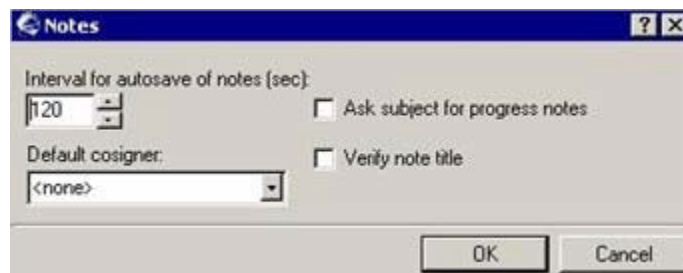 Notes
Interval for autosave of notes (sec):
120
Ask subject for progress notes
Default cosigner:
Verify note title
<none>
OK
Cancel